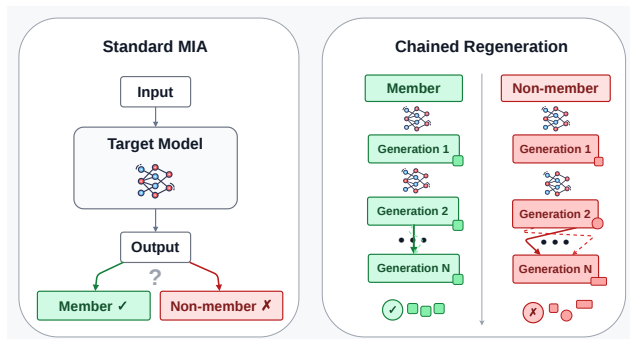 Standard MIA
Input
Target Model
Output
?
Member ✓
Non-member ✗
Chained Regeneration
Member
Generation 1
Generation 2
Generation N
✓
Non-member
Generation 1
Generation 2
Generation N
✗